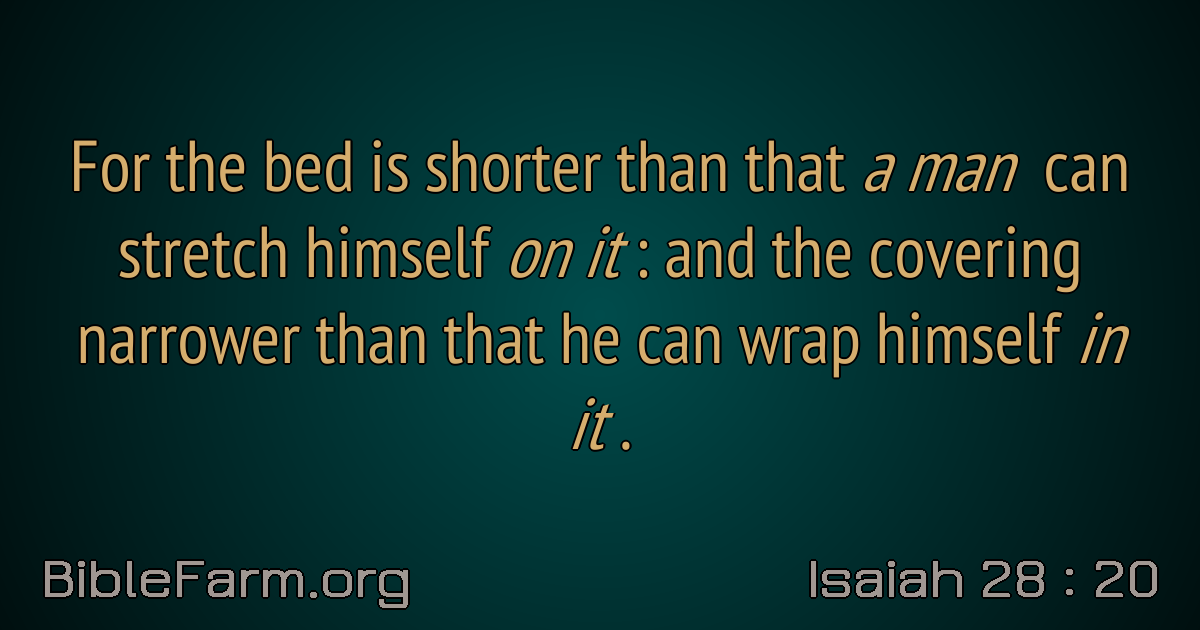 For the bed is shorter than that a man can
stretch himself on it : and the covering
narrower than that he can wrap himself in
it .
BibleFarm.org
Isaiah 28 : 20